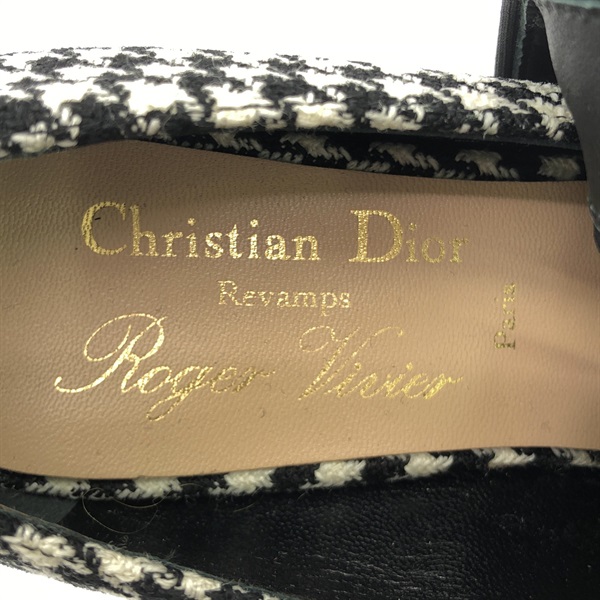 Christian Dior
Revamps
Roger Vivier
Paris